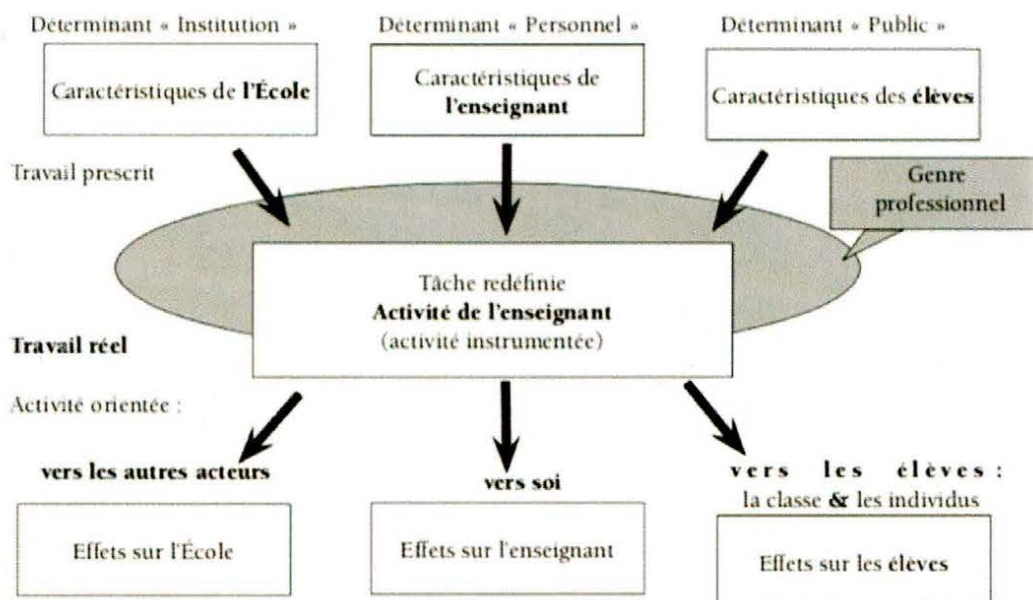 Déterminant « Institution »
Déterminant « Personnel »
Déterminant « Public »
Caractéristiques de l'École
Caractéristiques de
l'enseignant
Caractéristiques des élèves
Travail prescrit
Genre
professionnel
Tâche redéfinie
Activité de l'enseignant
(activité instrumentée)
Travail réel
Activité orientée :
vers les autres acteurs
vers soi
vers les élèves :
la classe & les individus
Effets sur l'École
Effets sur l'enseignant
Effets sur les élèves